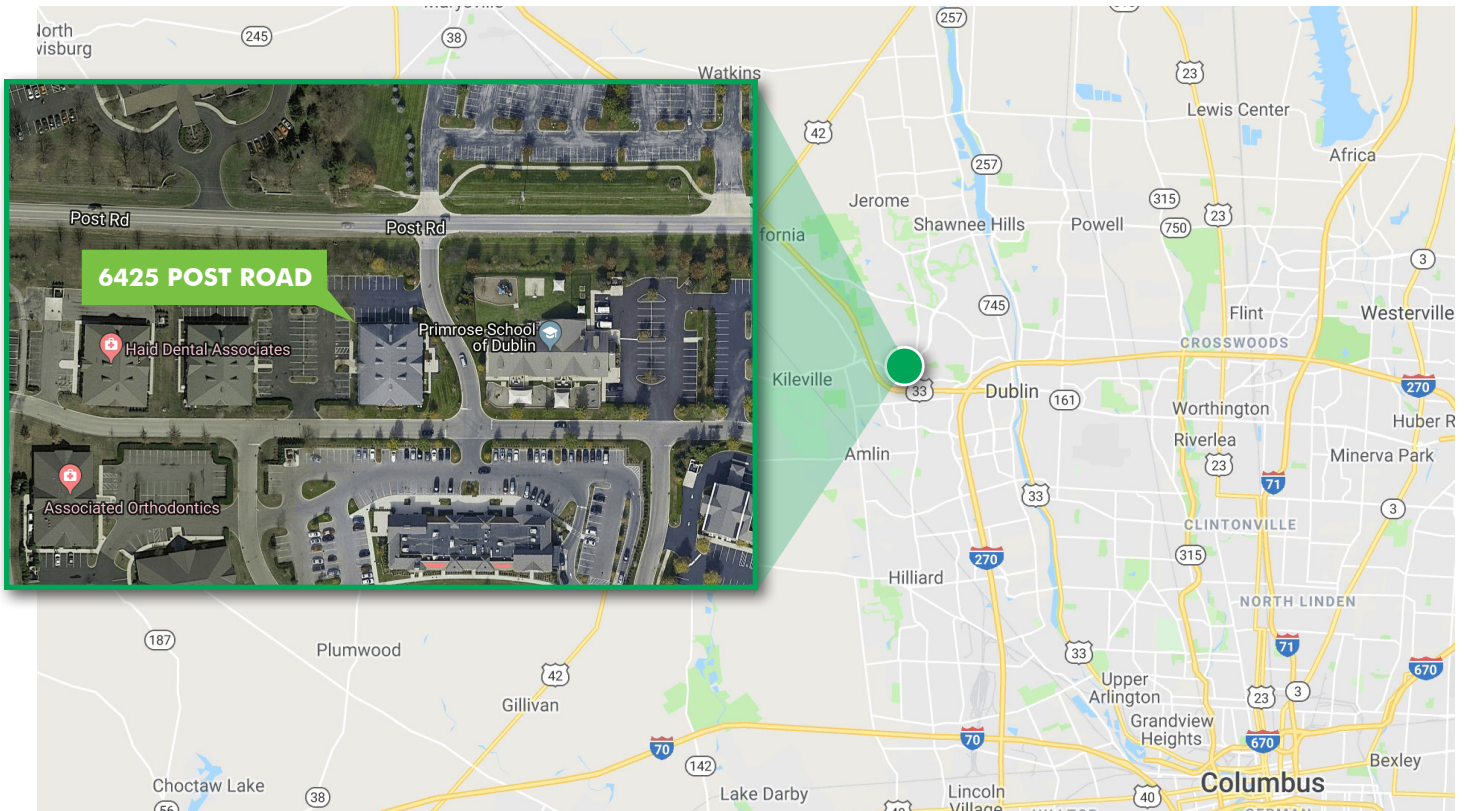 Marysville
257
North
wisburg
245
38
Watkins
23
Lewis Center
42
Africa
257
Jerome
315
23
Shawnee Hills
Powell
750
fornia
3
745
Flint
Westerville
CROSSWOODS
Kileville
33
Dublin
161
270
Worthington
Huber R
Riverlea
Amlin
23
Minerva Park
71
33
3
CLINTONVILLE
270
315
Hilliard
NORTH LINDEN
187
Plumwood
71
33
670
42
Upper
Arlington
23
3
Gillivan
Grandview
Heights
70
70
670
142
Bexley
Choctaw Lake
Columbus
38
Lake Darby
Lincoln
Village
40
56
Post Rd
Post Rd
6425 POST ROAD
Primrose School
of Dublin
Haid Dental Associates
Associated Orthodontics